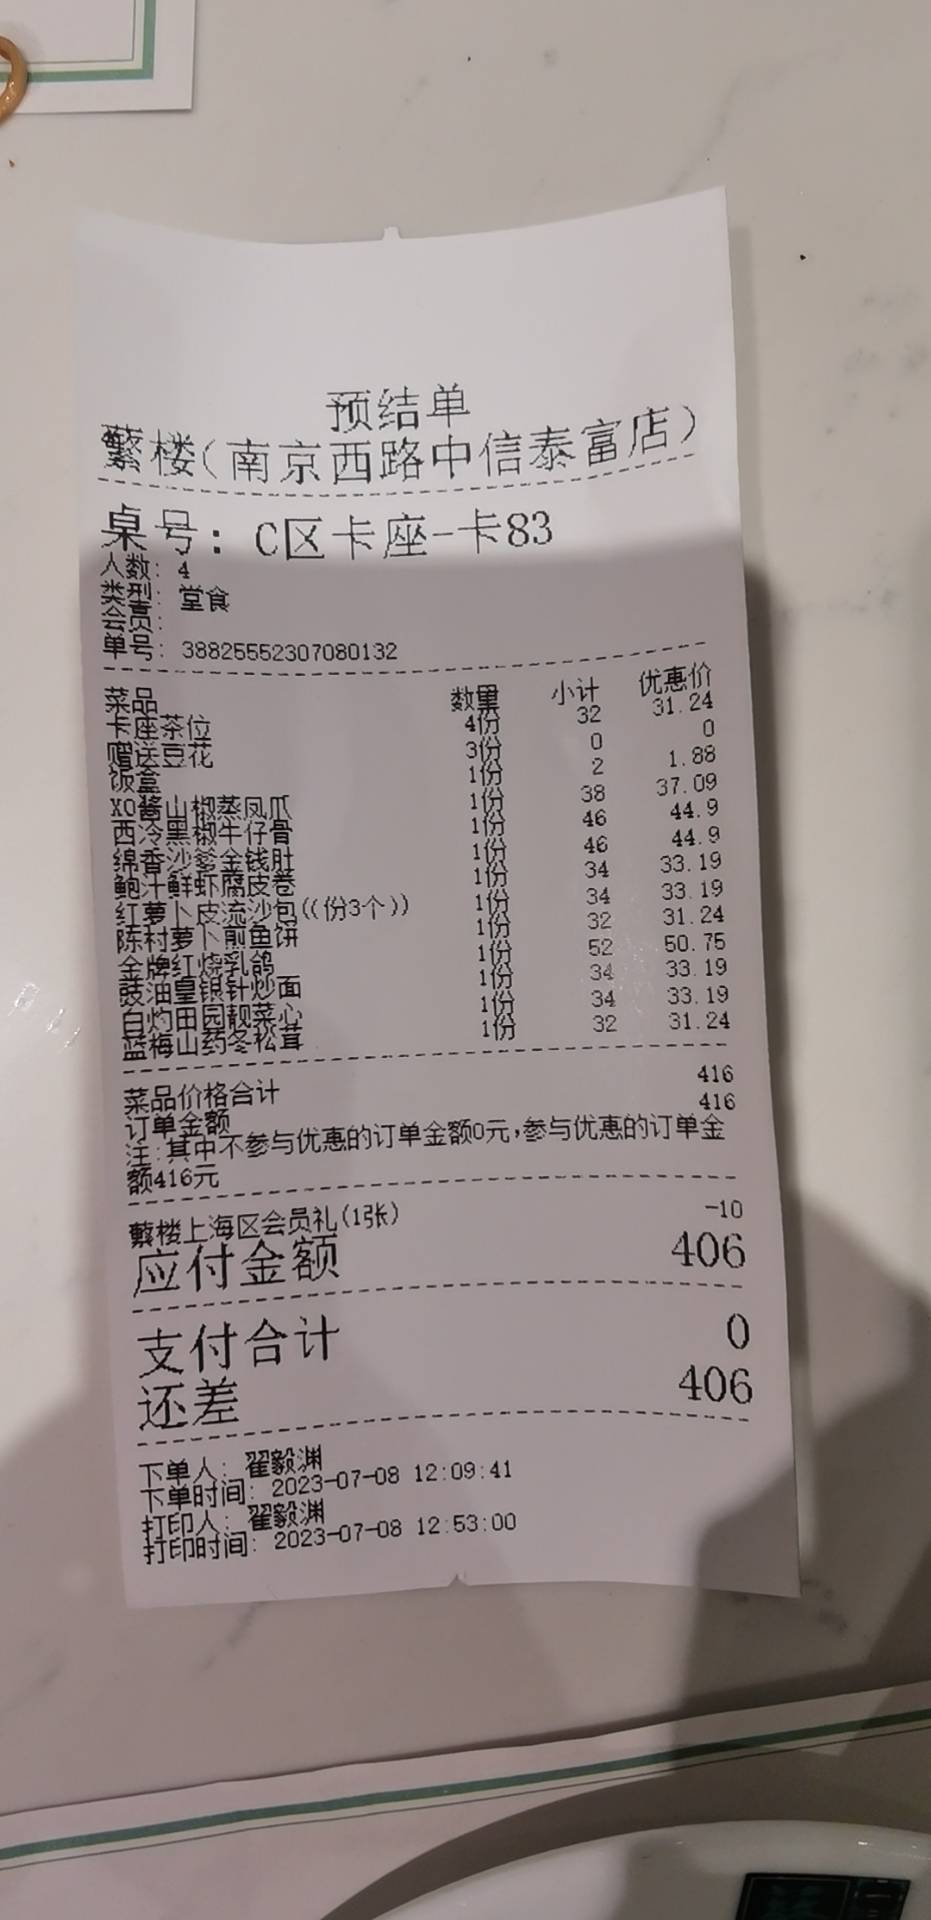 预结单
蘩楼(南京西路中信泰富店)
桌号: C区卡座-卡83
人数: 4
类型: 堂食
会员:
单号: 38825552307080132
菜品 数量 小计 优惠价
卡座茶位 4份 32 31.24
赠送豆花 3份 0 0
饭盒 1份 2 1.88
XO酱山椒蒸凤爪 1份 38 37.09
西冷黑椒牛仔骨 1份 46 44.9
绵香沙爹金钱肚 1份 46 44.9
鲍汁鲜虾腐皮卷 1份 34 33.19
红萝卜皮流沙包((份3个)) 1份 34 33.19
陈村萝卜煎鱼饼 1份 32 31.24
金牌红烧乳鸽 1份 52 50.75
豉油皇银针炒面 1份 34 33.19
白灼田园靓菜心 1份 34 33.19
蓝梅山药冬松茸 1份 32 31.24
菜品价格合计 416
订单金额 416
注:其中不参与优惠的订单金额0元,参与优惠的订单金
额416元
蘩楼上海区会员礼(1张) -10
应付金额 406
支付合计 0
还差 406
下单人: 翟毅渊
下单时间: 2023-07-08 12:09:41
打印人: 翟毅渊
打印时间: 2023-07-08 12:53:00